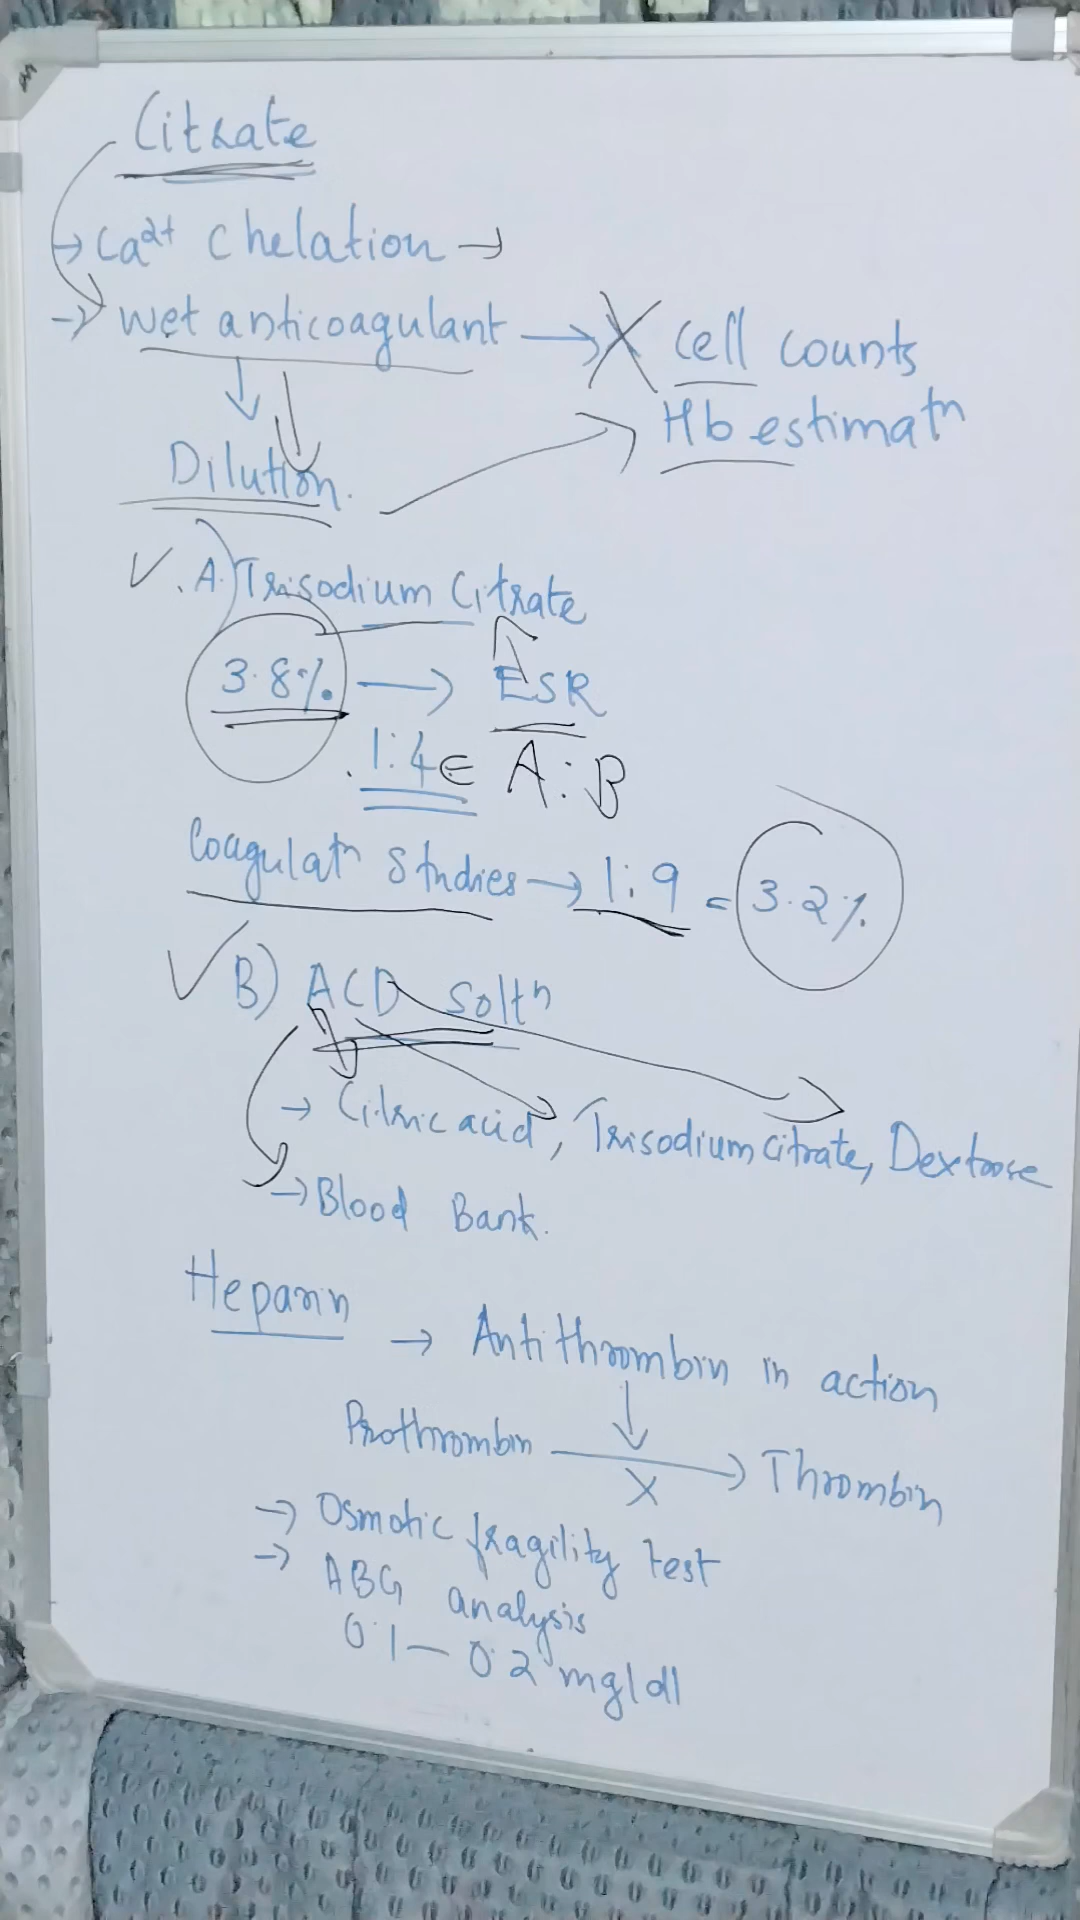 Citrate
→ Ca²⁺ chelation →
→ Wet anticoagulant → X cell counts
Hb estimatⁿ
Dilution.
✓. A) Trisodium Citrate
3.8% → ESR
1:4 ∈ A:B
Coagulatⁿ studies → 1:9 = 3.2%
✓ B) ACD Soltⁿ
→ Citric acid, Trisodium citrate, Dextrose
→ Blood Bank.
Heparin
→ Antithrombin in action
Prothrombin → Thrombin
X
→ Osmotic fragility test
→ ABG analysis
0.1 — 0.2 mg/dl